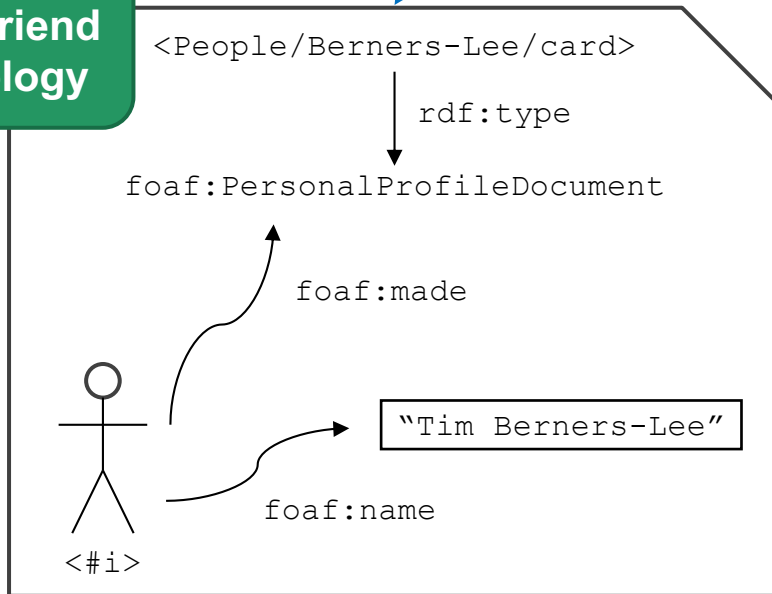 riend
logy
<People/Berners-Lee/card>
rdf:type
foaf:PersonalProfileDocument
foaf:made
“Tim Berners-Lee”
foaf:name
<#i>